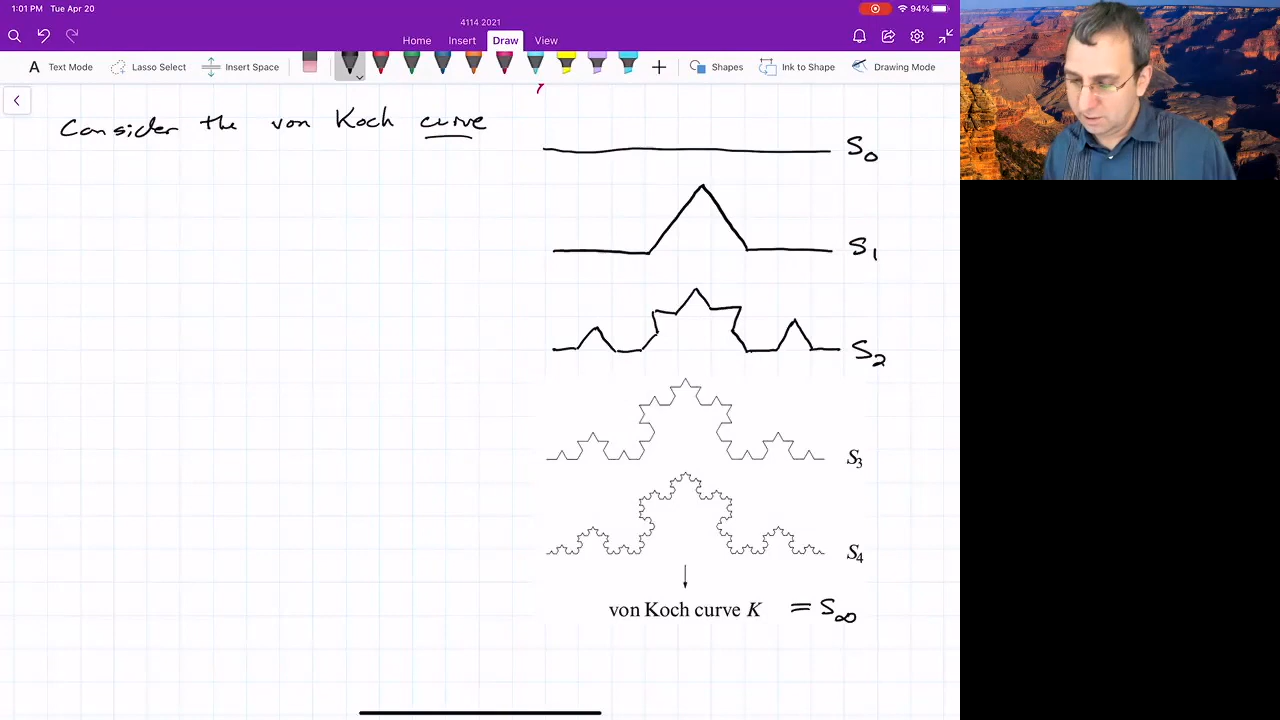 1:01 PM Tue Apr 20
94%
4114 2021
Home Insert Draw View
A Text Mode Lasso Select Insert Space Shapes Ink to Shape Drawing Mode
Consider the von Koch curve
S0
S1
S2
S3
S4
von Koch curve K = S∞